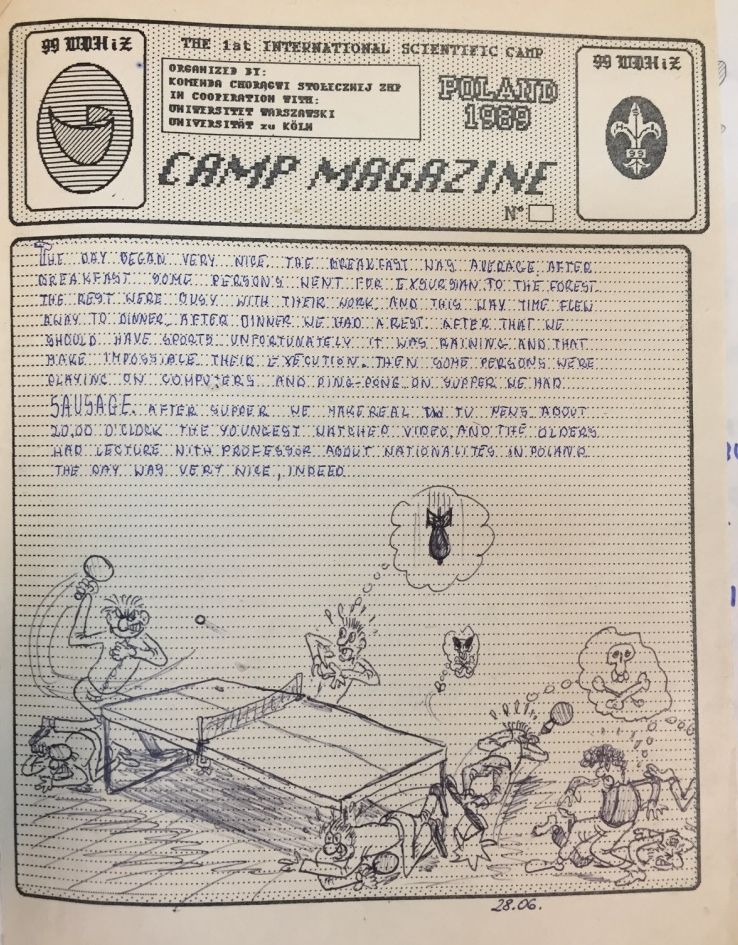 99 WDHiZ
THE 1st INTERNATIONAL SCIENTIFIC CAMP
99 WDHiZ
ORGANIZED BY:
KOMENDA CHORĄGWI STOŁECZNEJ ZHP
IN COOPERATION WITH:
UNIWERSYTET WARSZAWSKI
UNIVERSITÄT zu KÖLN
POLAND
1989
99
CAMP MAGAZINE
N°
THE DAY BEGAN VERY NICE. THE BREAKFAST WAS AVERAGE. AFTER
BREAKFAST SOME PERSONS WENT FOR EXSURSIAN TO THE FOREST.
THE REST WERE BUSY WITH THEIR WORK. AND THIS WAY TIME FLEW
AWAY TO DINNER. AFTER DINNER WE HAD A REST. AFTER THAT WE
SHOULD HAVE SPORTS. UNFORTUNATELY IT WAS RAINING AND THAT
MAKE IMPOSSIBLE THEIR EXECUTION. THEN SOME PERSONS WERE
PLAYING ON COMPUTERS AND PING-PONG. ON SUPPER WE HAD
SAUSAGE. AFTER SUPPER WE TV NEWS. ABOUT
20.00 O'CLOCK THE YOUNGEST WATCHED VIDEO, AND THE OLDERS
HAD LECTURE WITH PROFESSOR ABOUT NATIONALITES IN POLAND.
THE DAY WAS VERY NICE, INDEED
28.06.